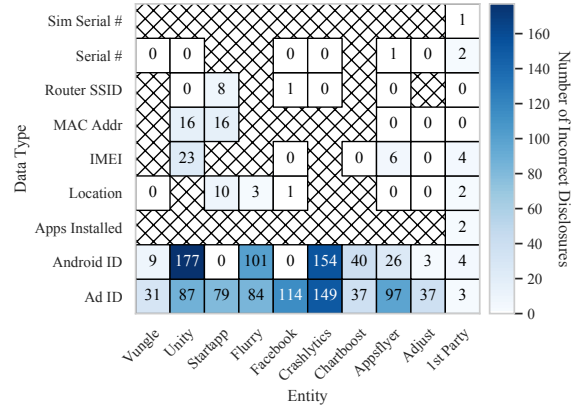 Data Type
Sim Serial # 1
Serial # 0 0 0 0 1 0 2
Router SSID 0 8 1 0 0 0
MAC Addr 16 16 0 0 0
IMEI 23 0 0 6 0 4
Location 0 10 3 1 0 0 2
Apps Installed 2
Android ID 9 177 0 101 0 154 40 26 3 4
Ad ID 31 87 79 84 114 149 37 97 37 3
Vungle
Unity
Startapp
Flurry
Facebook
Crashlytics
Chartboost
Appsflyer
Adjust
1st Party
Entity
160
140
120
100
80
60
40
20
0
Number of Incorrect Disclosures